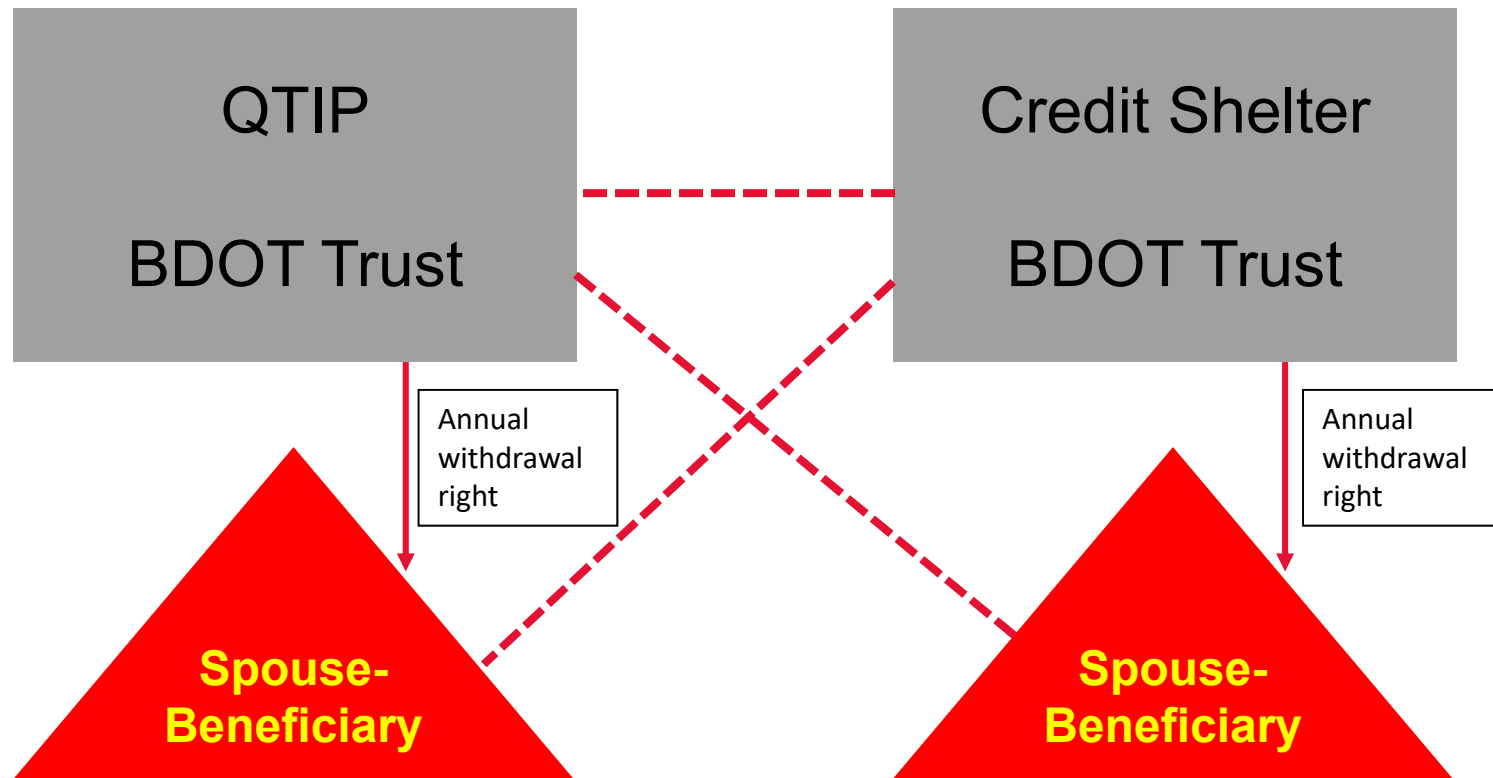 QTIP
BDOT Trust
Credit Shelter
BDOT Trust
Annual
withdrawal
right
Annual
withdrawal
right
Spouse-
Beneficiary
Spouse-
Beneficiary